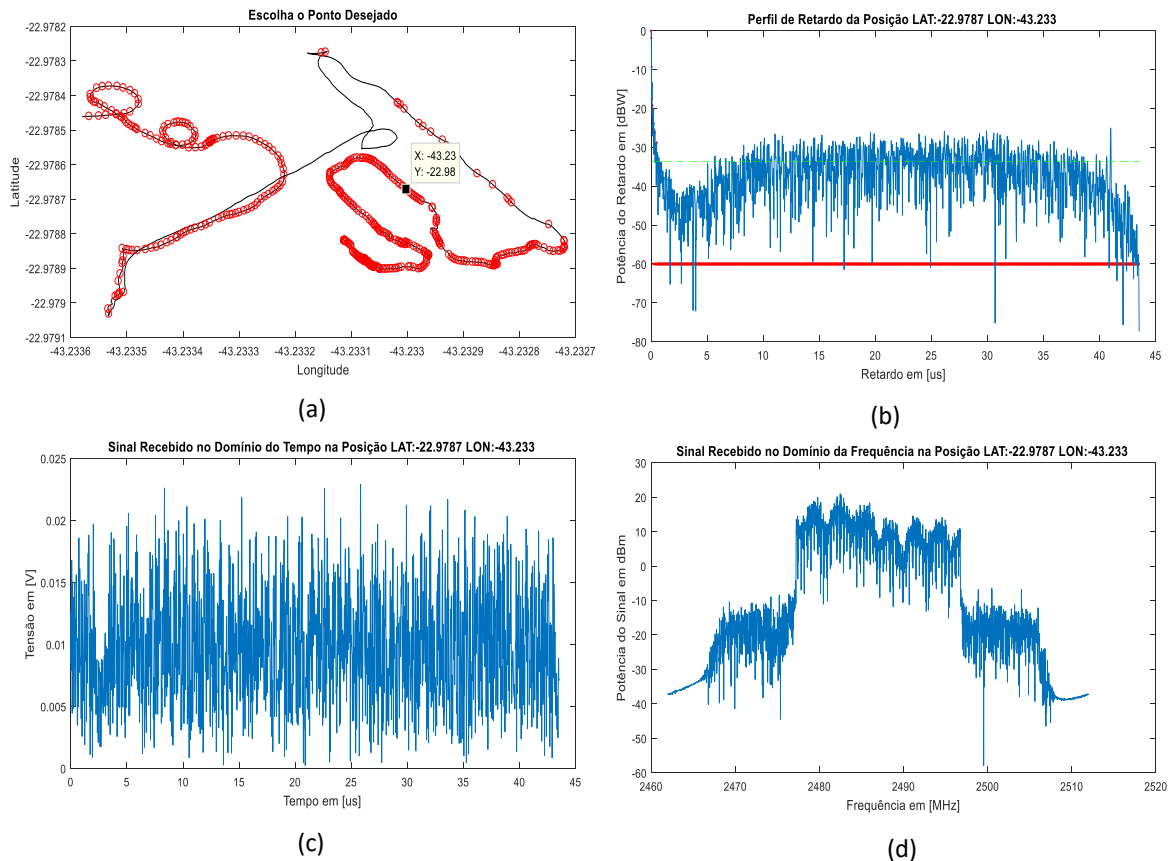 Escolha o Ponto Desejado
-22.9782
-22.9783
-22.9784
-22.9785
-22.9786
-22.9787
-22.9788
-22.9789
-22.979
-22.9791
Latitude
X: -43.23
Y: -22.98
-43.2336 -43.2335 -43.2334 -43.2333 -43.2332 -43.2331 -43.233 -43.2329 -43.2328 -43.2327
Longitude
(a)
Perfil de Retardo da Posição LAT:-22.9787 LON:-43.233
0
-10
-20
-30
-40
-50
-60
-70
-80
Potência do Retardo em [dBW]
0 5 10 15 20 25 30 35 40 45
Retardo em [us]
(b)
Sinal Recebido no Domínio do Tempo na Posição LAT:-22.9787 LON:-43.233
0.025
0.02
0.015
0.01
0.005
0
Tensão em [V]
0 5 10 15 20 25 30 35 40 45
Tempo em [us]
(c)
Sinal Recebido no Domínio da Frequência na Posição LAT:-22.9787 LON:-43.233
30
20
10
0
-10
-20
-30
-40
-50
-60
Potência do Sinal em dBm
2460 2470 2480 2490 2500 2510 2520
Frequência em [MHz]
(d)